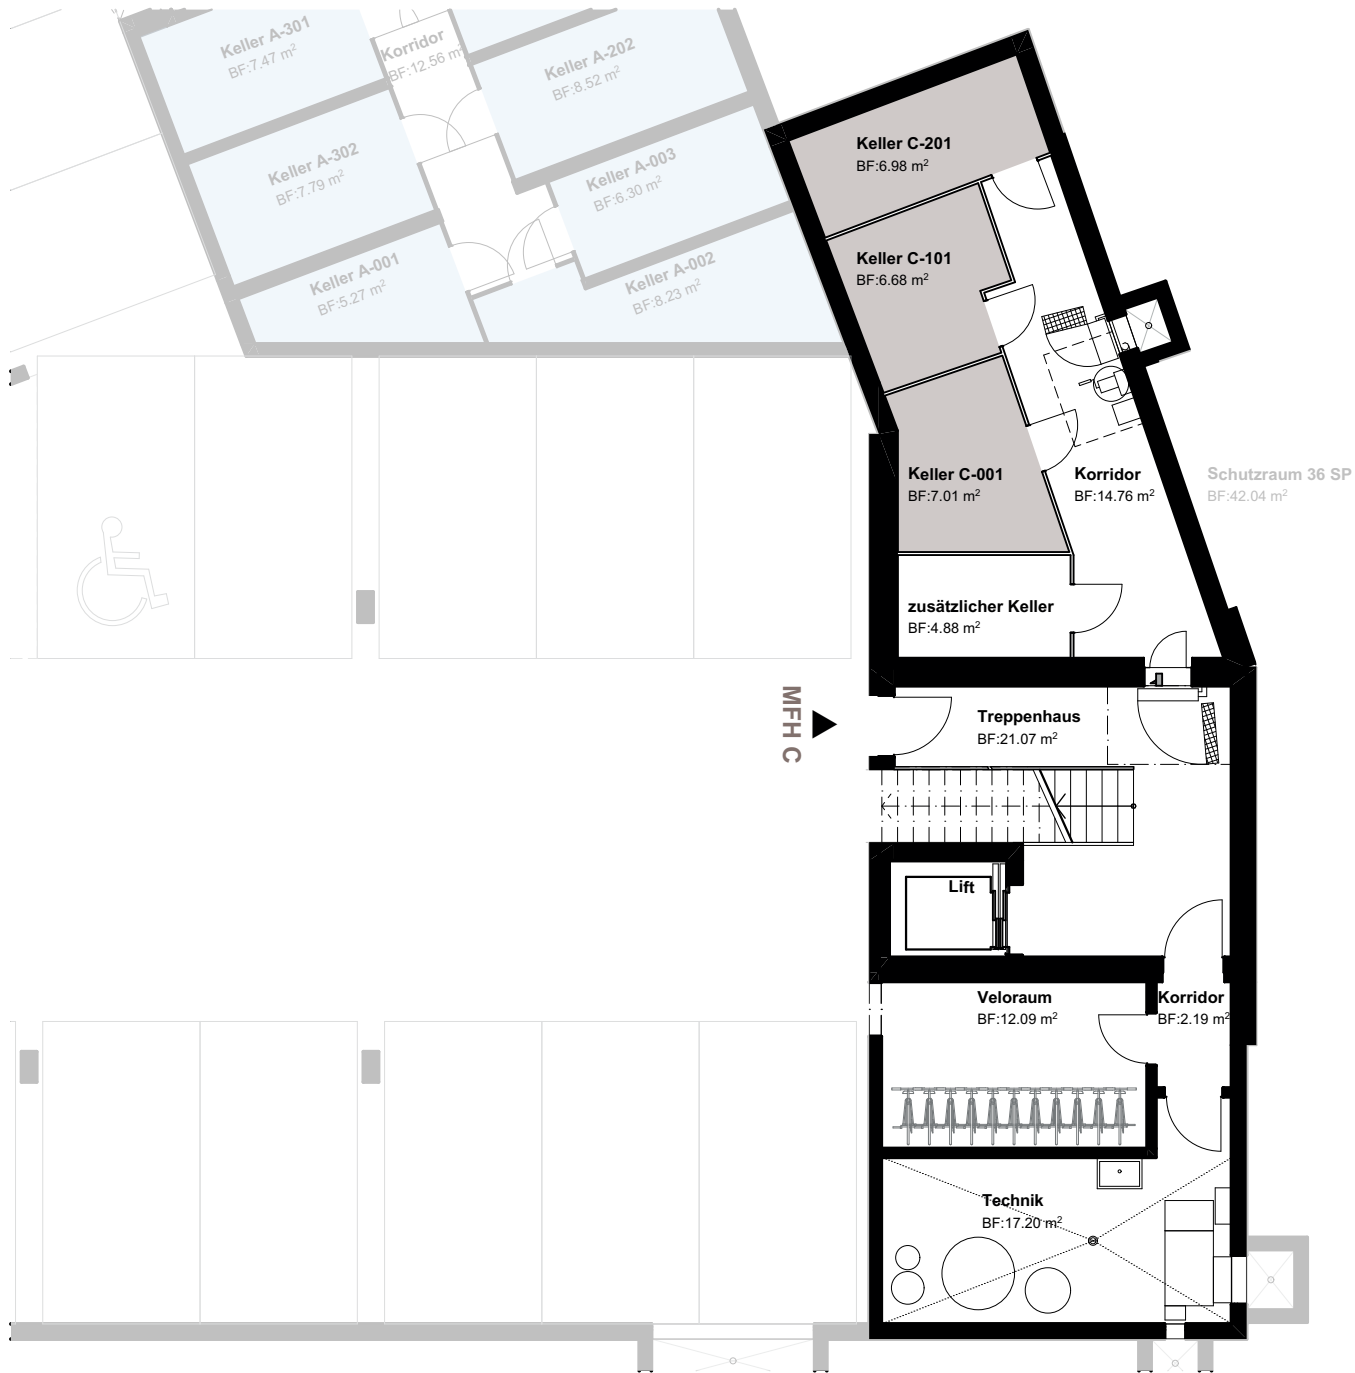 Keller A-301
BF:7.47 m²
Korridor
BF:12.56 m²
Keller A-202
BF:8.52 m²
Keller A-302
BF:7.79 m²
Keller A-003
BF:6.30 m²
Keller A-001
BF:5.27 m²
Keller A-002
BF:8.23 m²
Keller C-201
BF:6.98 m²
Keller C-101
BF:6.68 m²
Keller C-001
BF:7.01 m²
Korridor
BF:14.76 m²
Schutzraum 36 SP
BF:42.04 m²
zusätzlicher Keller
BF:4.88 m²
MFH C
Treppenhaus
BF:21.07 m²
Lift
Veloraum
BF:12.09 m²
Korridor
BF:2.19 m²
Technik
BF:17.20 m²